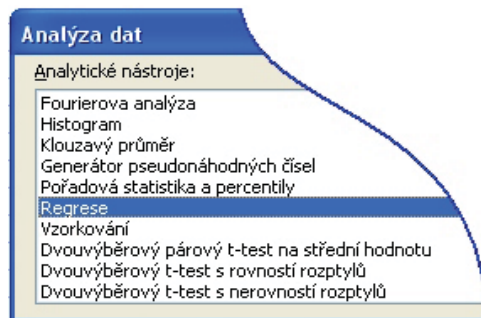 Analýza dat
Analytické nástroje:
Fourierova analýza
Histogram
Klouzavý průměr
Generátor pseudonáhodných čísel
Pořadová statistika a percentily
Regrese
Vzorkování
Dvouvýběrový párový t-test na střední hodnotu
Dvouvýběrový t-test s rovností rozptylů
Dvouvýběrový t-test s nerovností rozptylů